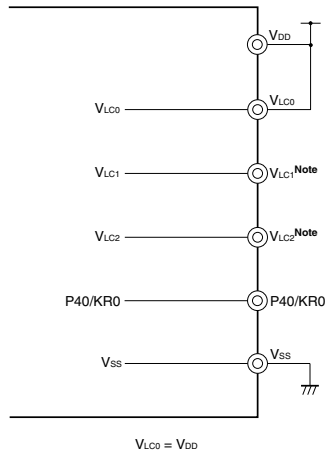 VDD
VLC0 VLC0
VLC1 VLC1Note
VLC2 VLC2Note
P40/KR0 P40/KR0
VSS VSS
VLC0 = VDD